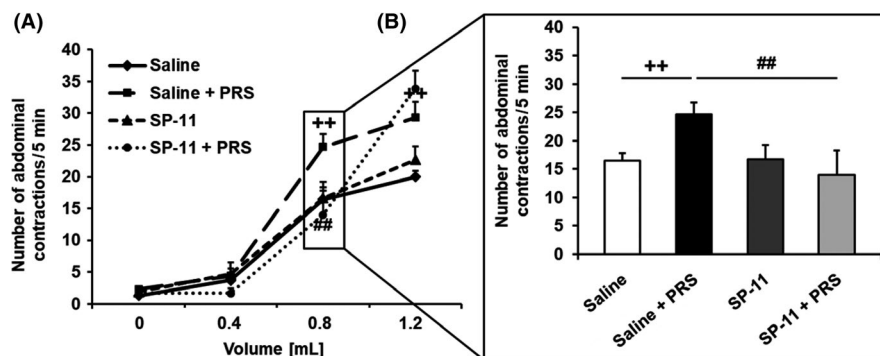 (A)
Number of abdominal
contractions/5 min
40
35
30
25
20
15
10
5
0
Saline
Saline + PRS
SP-11
SP-11 + PRS
++
++
##
0
0.4
0.8
1.2
Volume [mL]
(B)
Number of abdominal
contractions/5 min
40
35
30
25
20
15
10
5
0
++
##
Saline
Saline + PRS
SP-11
SP-11 + PRS